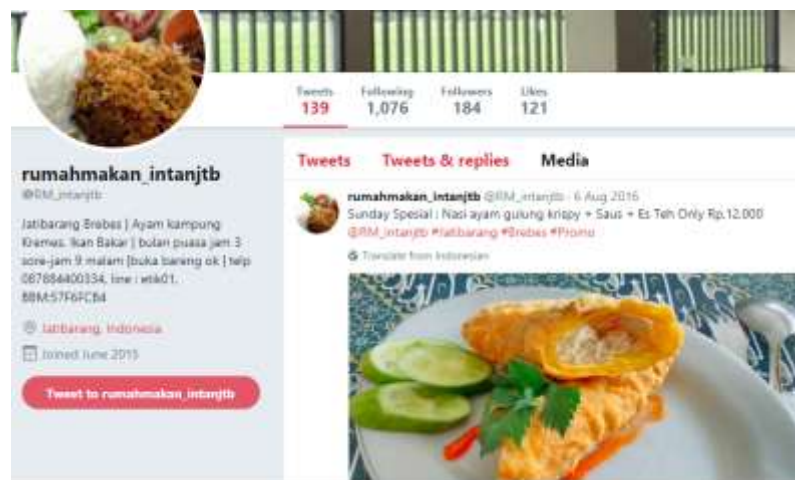 Tweets Following Followers Likes
139 1,076 184 121
rumahmakan_intanjtb
@RM_intanjtb
Jatibarang Brebes | Ayam kampung
Kremes. Ikan Bakar | bulan puasa jam 3
sore-jam 9 malam |buka bareng ok | telp
087884400334, line : etik01.
BBM:57F6FCB4
Jatibarang, Indonesia
Joined June 2015
Tweet to rumahmakan_intanjtb
Tweets Tweets & replies Media
rumahmakan_intanjtb @RM_intanjtb · 6 Aug 2016
Sunday Spesial : Nasi ayam gulung krispy + Saus + Es Teh Only Rp.12.000
@RM_intanjtb #Jatibarang #Brebes #Promo
Translate from Indonesian